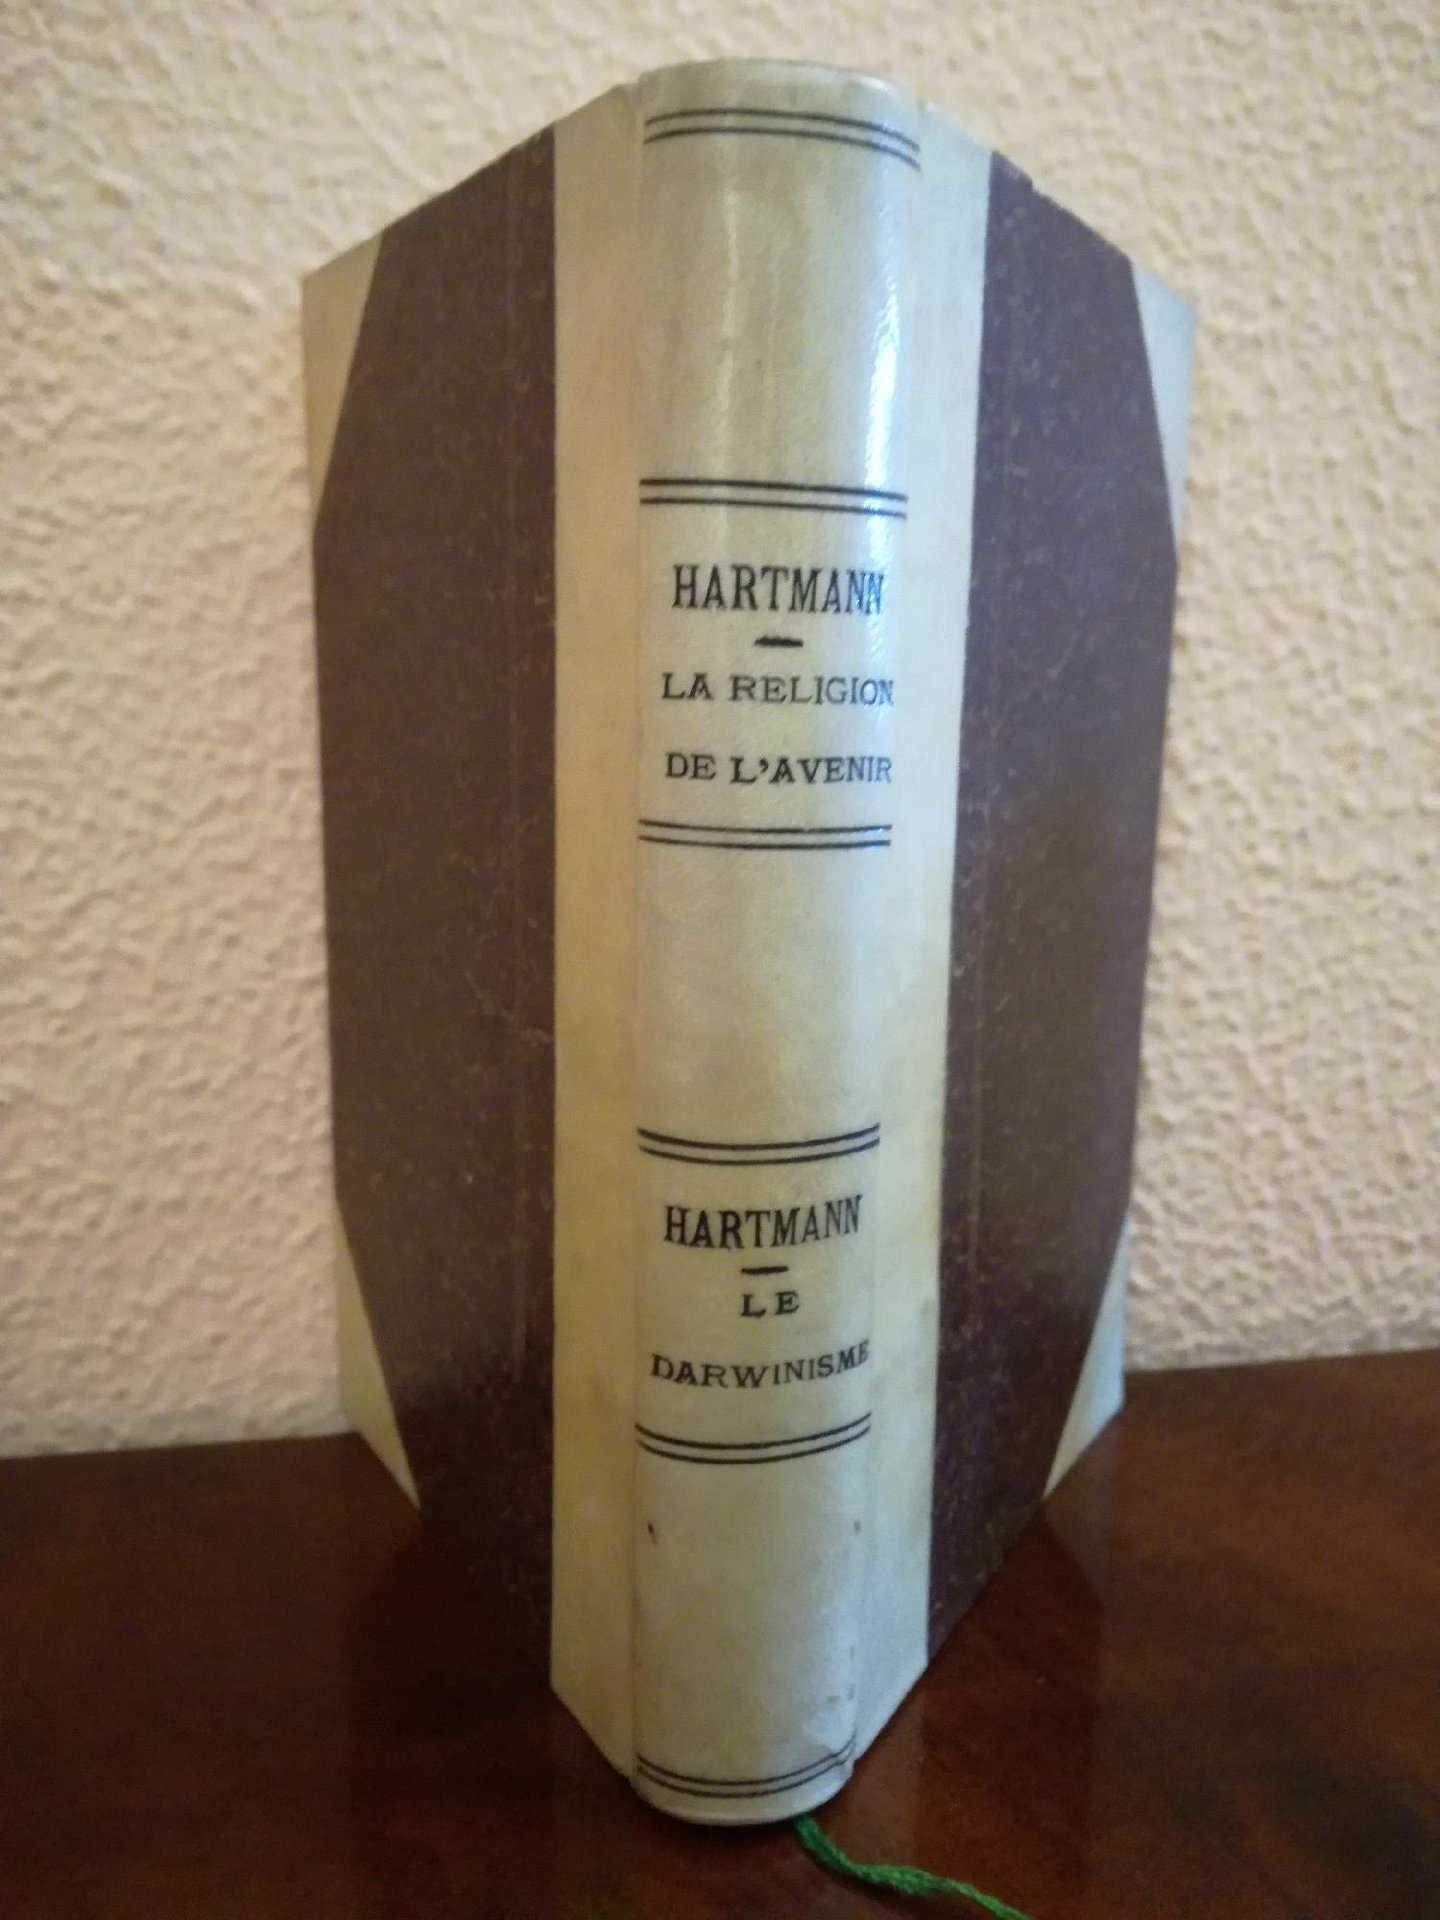 HARTMANN
LA RELIGION
DE L'AVENIR
HARTMANN
LE
DARWINISME